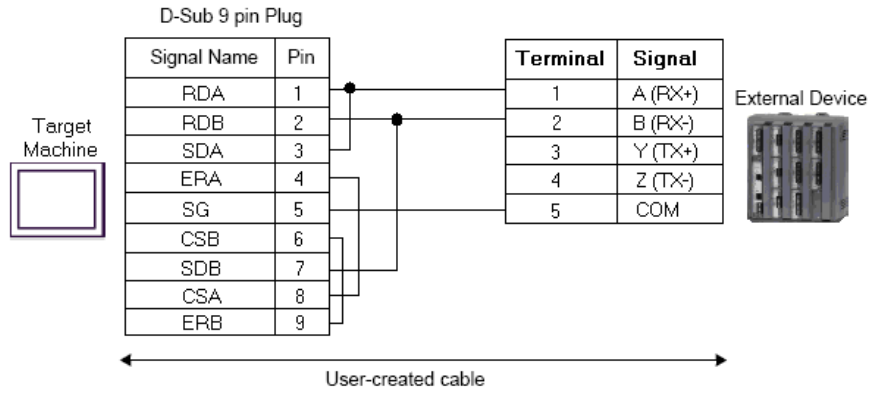 D-Sub 9 pin Plug
Signal Name Pin
RDA 1
RDB 2
SDA 3
ERA 4
SG 5
CSB 6
SDB 7
CSA 8
ERB 9
Target
Machine
Terminal Signal
1 A (RX+)
2 B (RX-)
3 Y (TX+)
4 Z (TX-)
5 COM
External Device
User-created cable